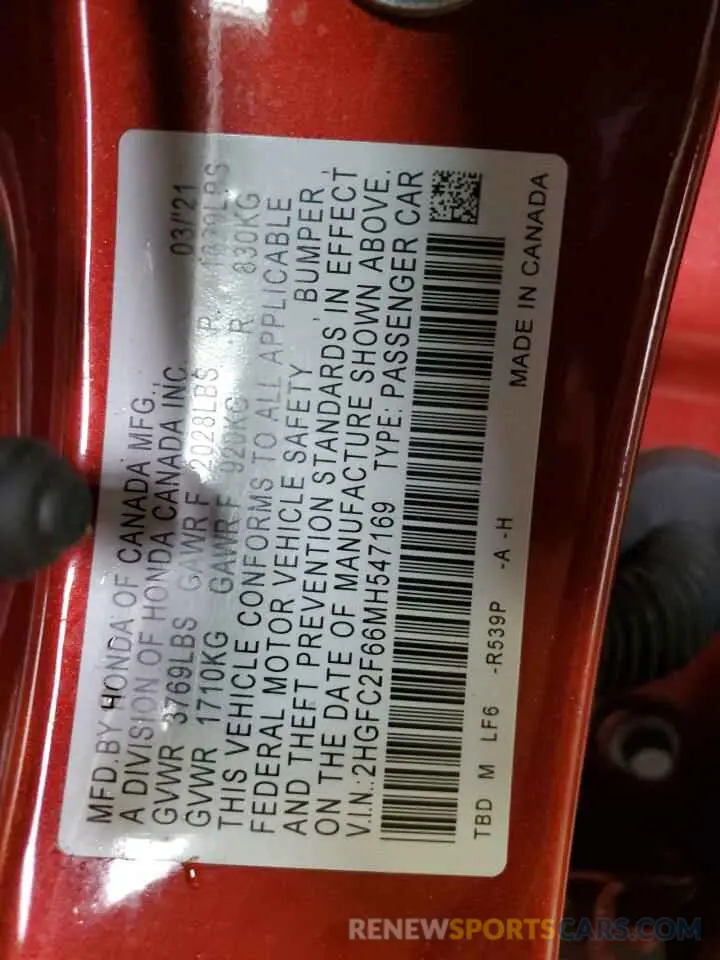 MFD.BY HONDA OF CANADA MFG.,
A DIVISION OF HONDA CANADA INC. 03/'21
GVWR 3769LBS GAWR F 2028LBS R 1829LBS
GVWR 1710KG GAWR F 920KG R 830KG
THIS VEHICLE CONFORMS TO ALL APPLICABLE
FEDERAL MOTOR VEHICLE SAFETY , BUMPER ,
AND THEFT PREVENTION STANDARDS IN EFFECT
ON THE DATE OF MANUFACTURE SHOWN ABOVE.
V.I.N.:2HGFC2F66MH547169 TYPE: PASSENGER CAR
TBD M LF6 -R539P -A -H MADE IN CANADA
RENEWSPORTSCARS.COM